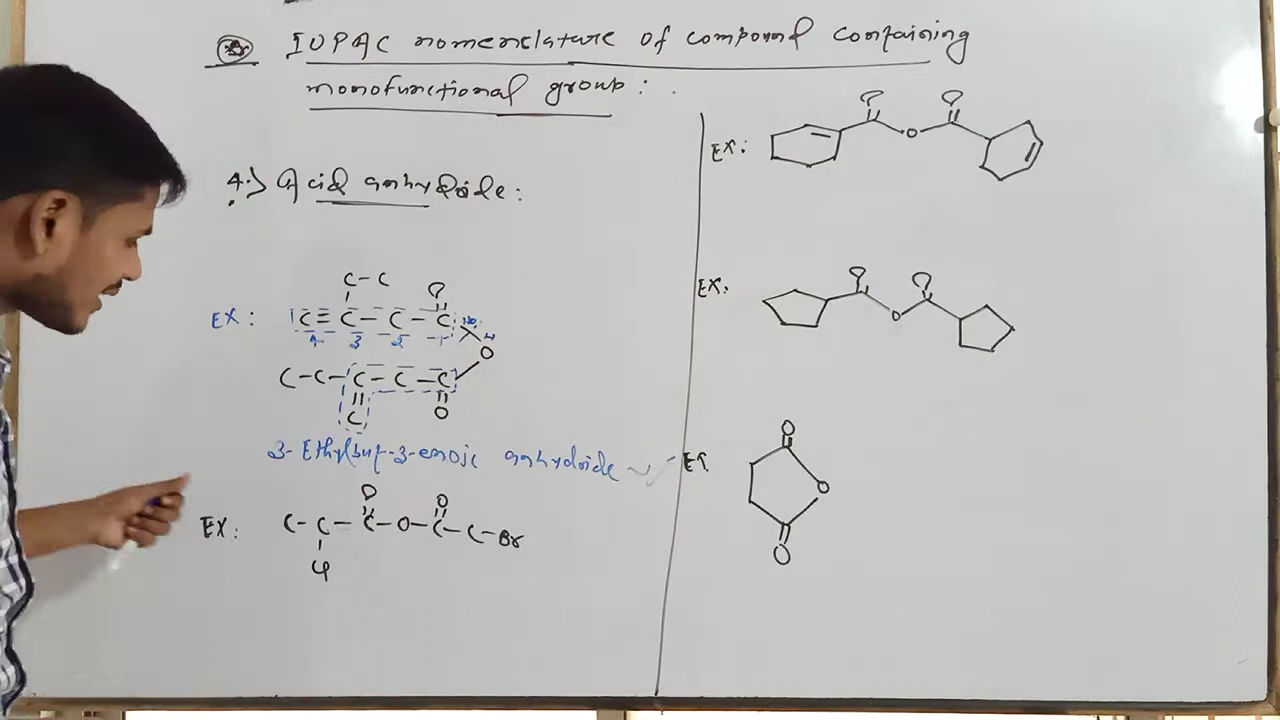 IUPAC nomenclature of compound containing
monofunctional group:
4.> Acid anhydride:
EX:
C-C
O
C = C - C - C
4 3 2 1
O
C-C-C-C-C
C
O
3-Ethylbut-3-enoic anhydride
EX:
O O
C-C-C-O-C-C-Br
Cl
EX:
O O
O
EX.
O O
O
EX
O
O
O